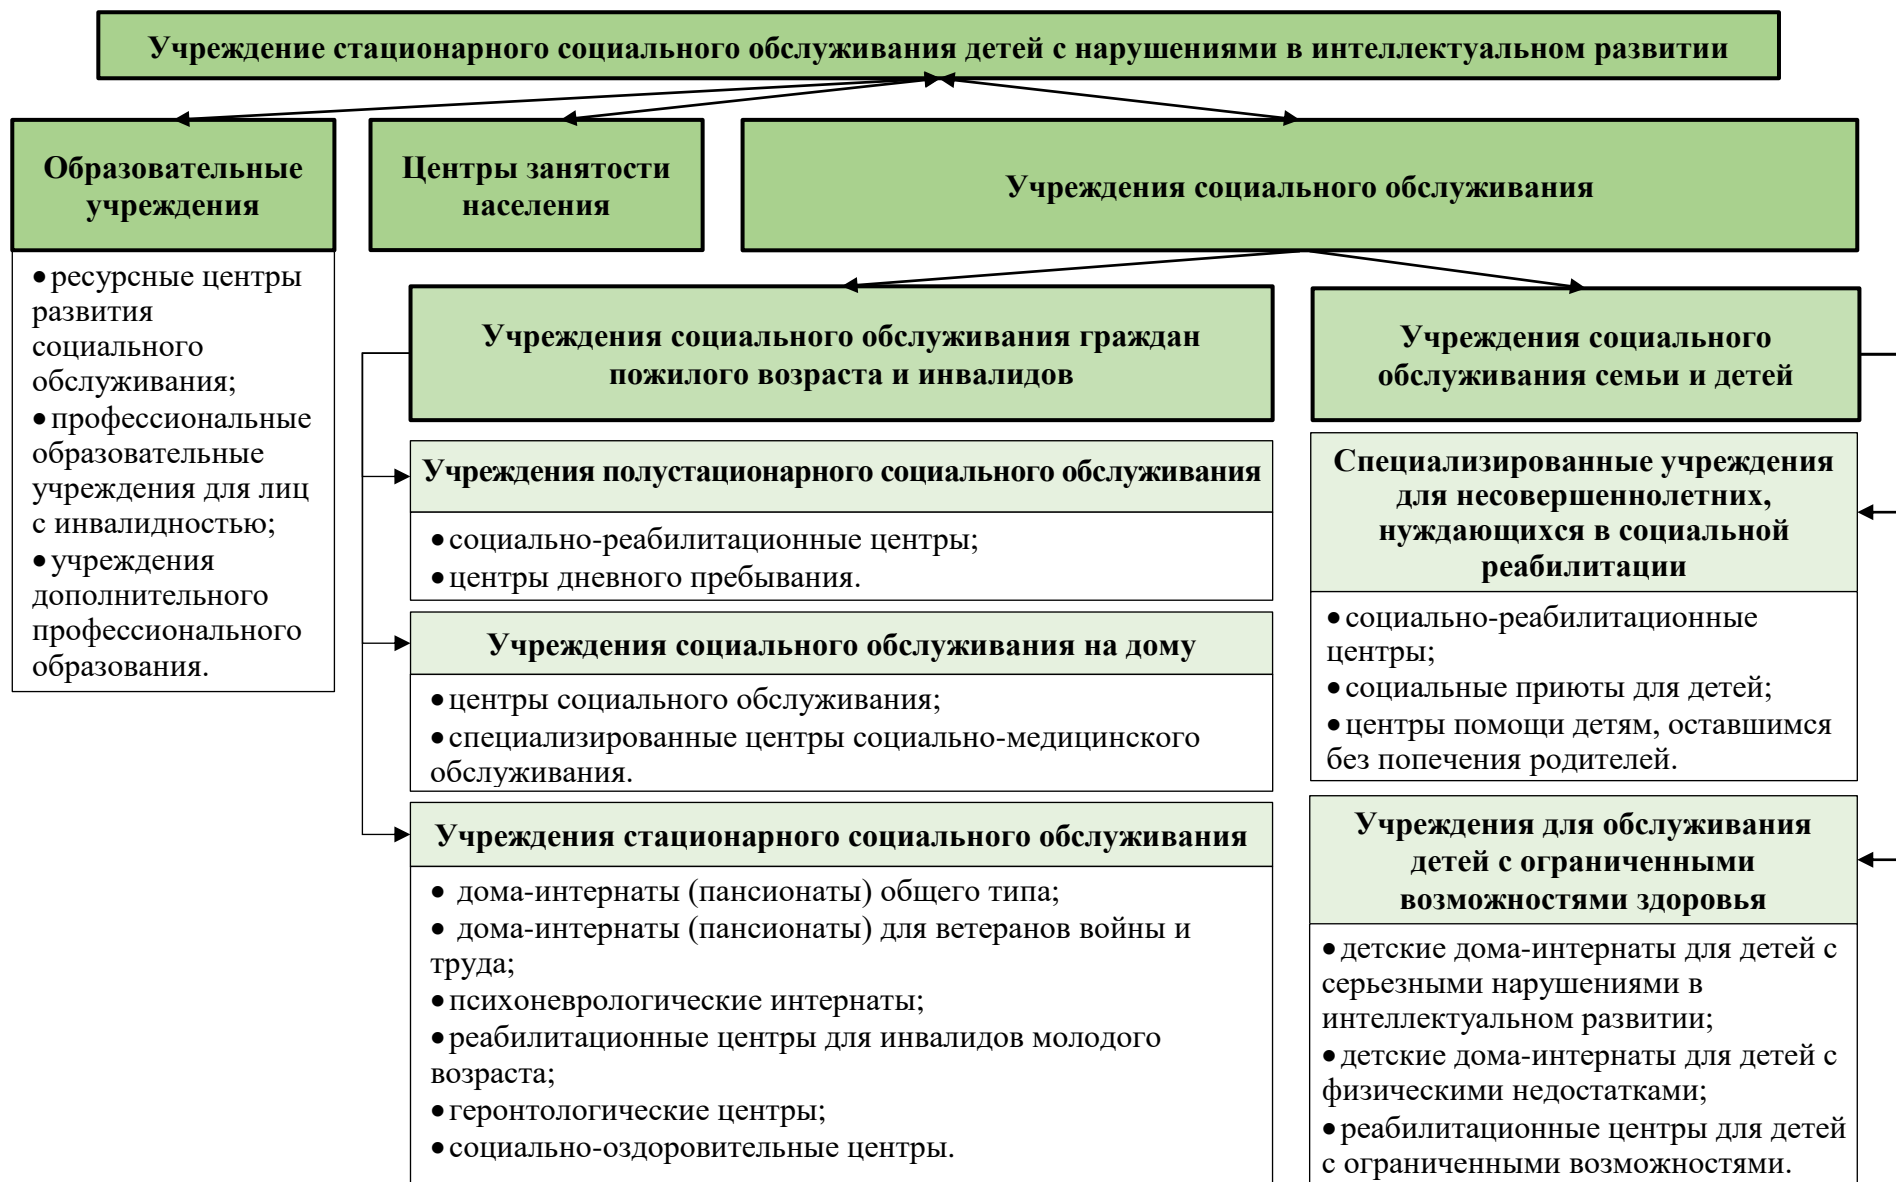 Учреждение стационарного социального обслуживания детей с нарушениями в интеллектуальном развитии
Образовательные
учреждения
Центры занятости
населения
Учреждения социального обслуживания
•ресурсные центры
развития
социального
обслуживания;
•профессиональные
образовательные
учреждения для лиц
с инвалидностью;
•учреждения
дополнительного
профессионального
образования.
Учреждения социального обслуживания граждан
пожилого возраста и инвалидов
Учреждения полустационарного социального обслуживания
•социально-реабилитационные центры;
•центры дневного пребывания.
Учреждения социального обслуживания на дому
•центры социального обслуживания;
•специализированные центры социально-медицинского
обслуживания.
Учреждения стационарного социального обслуживания
• дома-интернаты (пансионаты) общего типа;
• дома-интернаты (пансионаты) для ветеранов войны и
труда;
•психоневрологические интернаты;
•реабилитационные центры для инвалидов молодого
возраста;
•геронтологические центры;
•социально-оздоровительные центры.
Учреждения социального
обслуживания семьи и детей
Специализированные учреждения
для несовершеннолетних,
нуждающихся в социальной
реабилитации
•социально-реабилитационные
центры;
•социальные приюты для детей;
•центры помощи детям, оставшимся
без попечения родителей.
Учреждения для обслуживания
детей с ограниченными
возможностями здоровья
•детские дома-интернаты для детей с
серьезными нарушениями в
интеллектуальном развитии;
•детские дома-интернаты для детей с
физическими недостатками;
•реабилитационные центры для детей
с ограниченными возможностями.